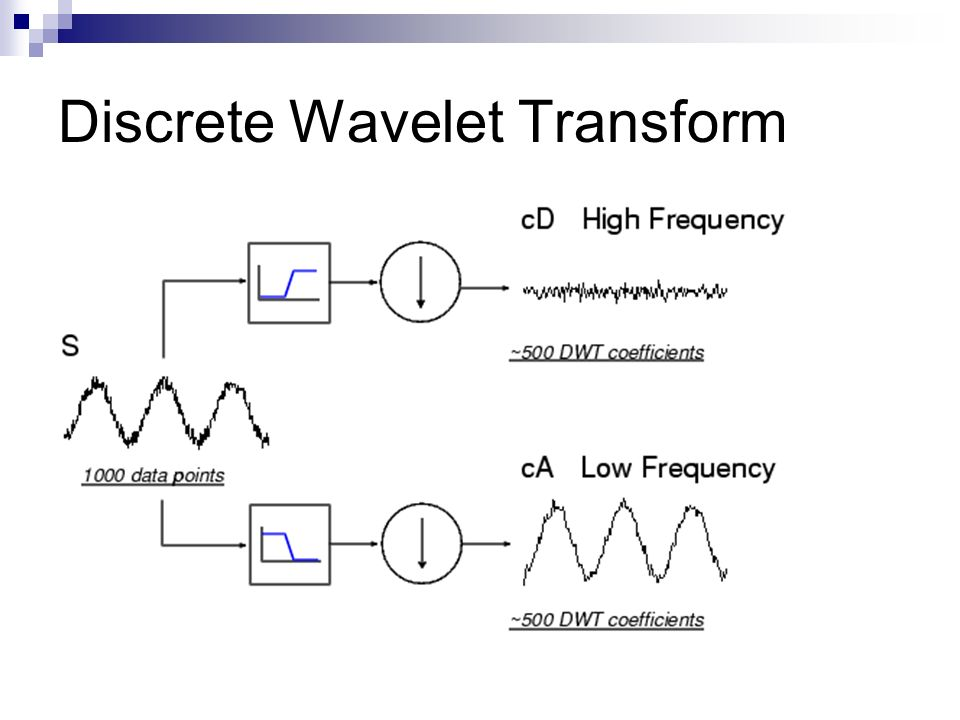 Discrete Wavelet Transform
cD High Frequency
~500 DWT coefficients
S
1000 data points
cA Low Frequency
~500 DWT coefficients